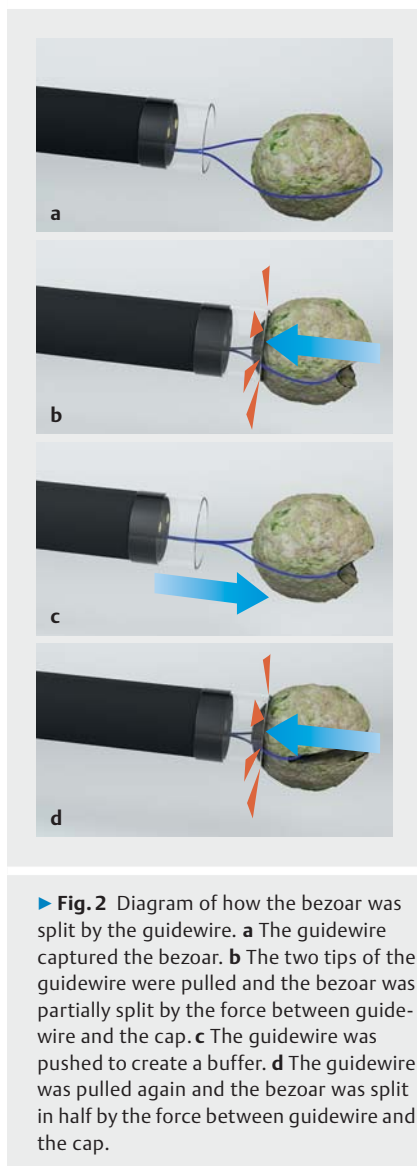 a
b
c
d
▶ Fig. 2 Diagram of how the bezoar was
split by the guidewire. a The guidewire
captured the bezoar. b The two tips of the
guidewire were pulled and the bezoar was
partially split by the force between guide-
wire and the cap. c The guidewire was
pushed to create a buffer. d The guidewire
was pulled again and the bezoar was split
in half by the force between guidewire and
the cap.